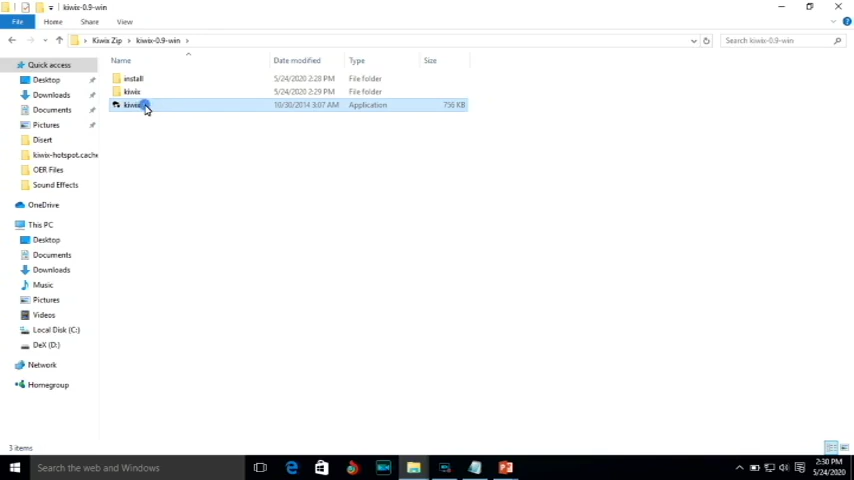 kiwix-0.9-win
File Home Share View
Kiwix Zip > kiwix-0.9-win >
Search kiwix-0.9-win
Name Date modified Type Size
install 5/24/2020 2:28 PM File folder
kiwix 5/24/2020 2:29 PM File folder
kiwix 10/30/2014 3:07 AM Application 756 KB
Quick access
Desktop
Downloads
Documents
Pictures
Disert
kiwix-hotspot.cache
OER Files
Sound Effects
OneDrive
This PC
Desktop
Documents
Downloads
Music
Pictures
Videos
Local Disk (C:)
DeX (D:)
Network
Homegroup
3 items
Search the web and Windows
2:30 PM
5/24/2020